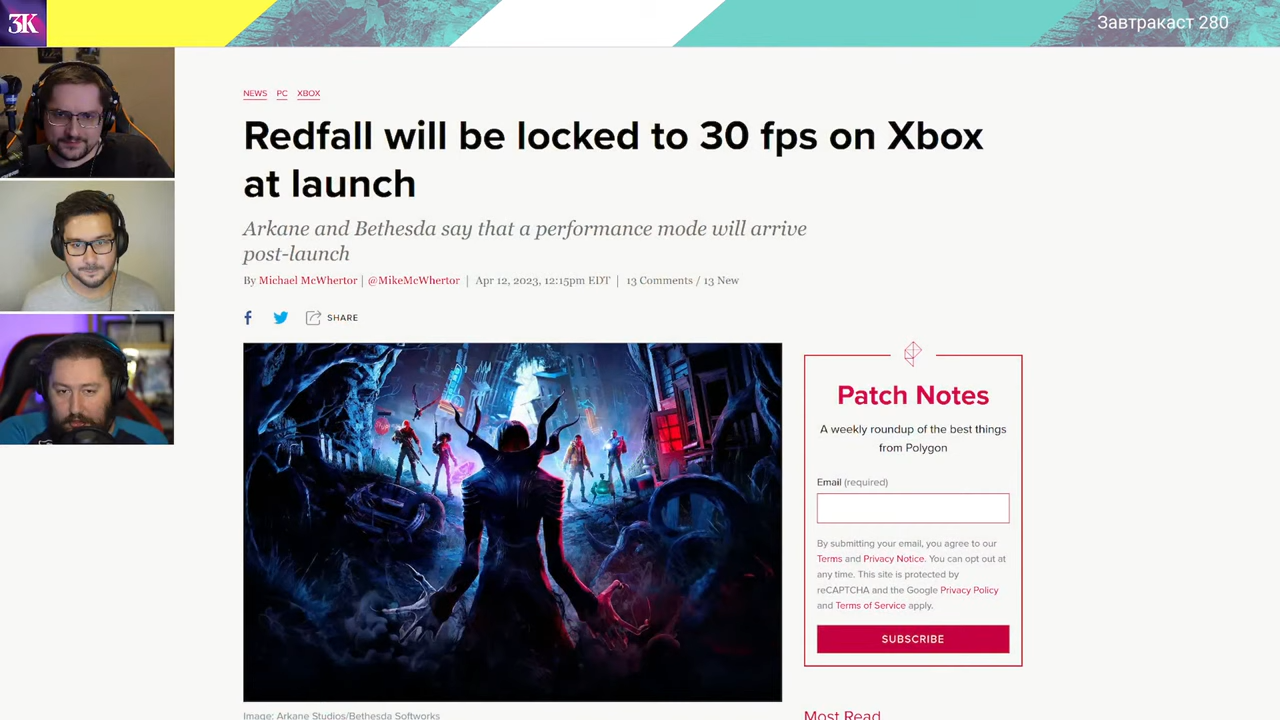 3K
Завтракаст 280
NEWS PC XBOX
Redfall will be locked to 30 fps on Xbox
at launch
Arkane and Bethesda say that a performance mode will arrive
post-launch
By Michael McWhertor | @MikeMcWhertor | Apr 12, 2023, 12:15pm EDT | 13 Comments / 13 New
SHARE
Patch Notes
A weekly roundup of the best things
from Polygon
Email (required)
By submitting your email, you agree to our
Terms and Privacy Notice. You can opt out at
any time. This site is protected by
reCAPTCHA and the Google Privacy Policy
and Terms of Service apply.
SUBSCRIBE
Image: Arkane Studios/Bethesda Softworks
Most Read